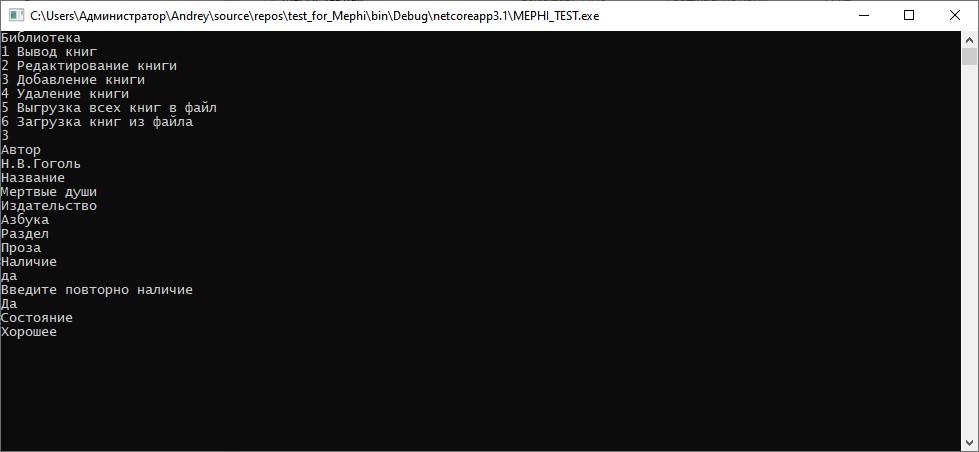 C:\Users\Администратор\Andrey\source\repos\test_for_Mephi\bin\Debug\netcoreapp3.1\MEPHI_TEST.exe
Библиотека
1 Вывод книг
2 Редактирование книги
3 Добавление книги
4 Удаление книги
5 Выгрузка всех книг в файл
6 Загрузка книг из файла
3
Автор
Н.В.Гоголь
Название
Мертвые души
Издательство
Азбука
Раздел
Проза
Наличие
да
Введите повторно наличие
Да
Состояние
Хорошее